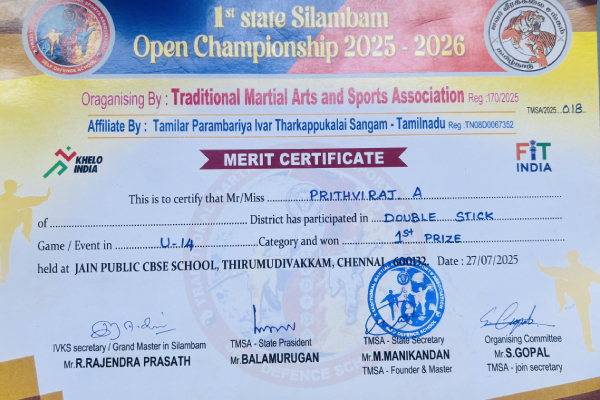 1st state Silambam
Open Championship 2025 - 2026
Oraganising By : Traditional Martial Arts and Sports Association Reg :170/2025
TMSA/2025 018
Affiliate By : Tamilar Parambariya Ivar Tharkappukalai Sangam - Tamilnadu Reg :TN08D0067352
KHELO INDIA
MERIT CERTIFICATE
FIT INDIA
This is to certify that Mr/Miss PRITHVIRAJ. A
of District has participated in DOUBLE STICK
Game / Event in U-14 Category and won 1st PRIZE
held at JAIN PUBLIC CBSE SCHOOL, THIRUMUDIVAKKAM, CHENNAI - 600132, Date : 27/07/2025
IVKS secretary / Grand Master in Silambam
Mr.R.RAJENDRA PRASATH
TMSA - State President
Mr.BALAMURUGAN
TMSA - State Secretary
Mr.M.MANIKANDAN
TMSA - Founder & Master
Organising Committee
Mr.S.GOPAL
TMSA - join secretary